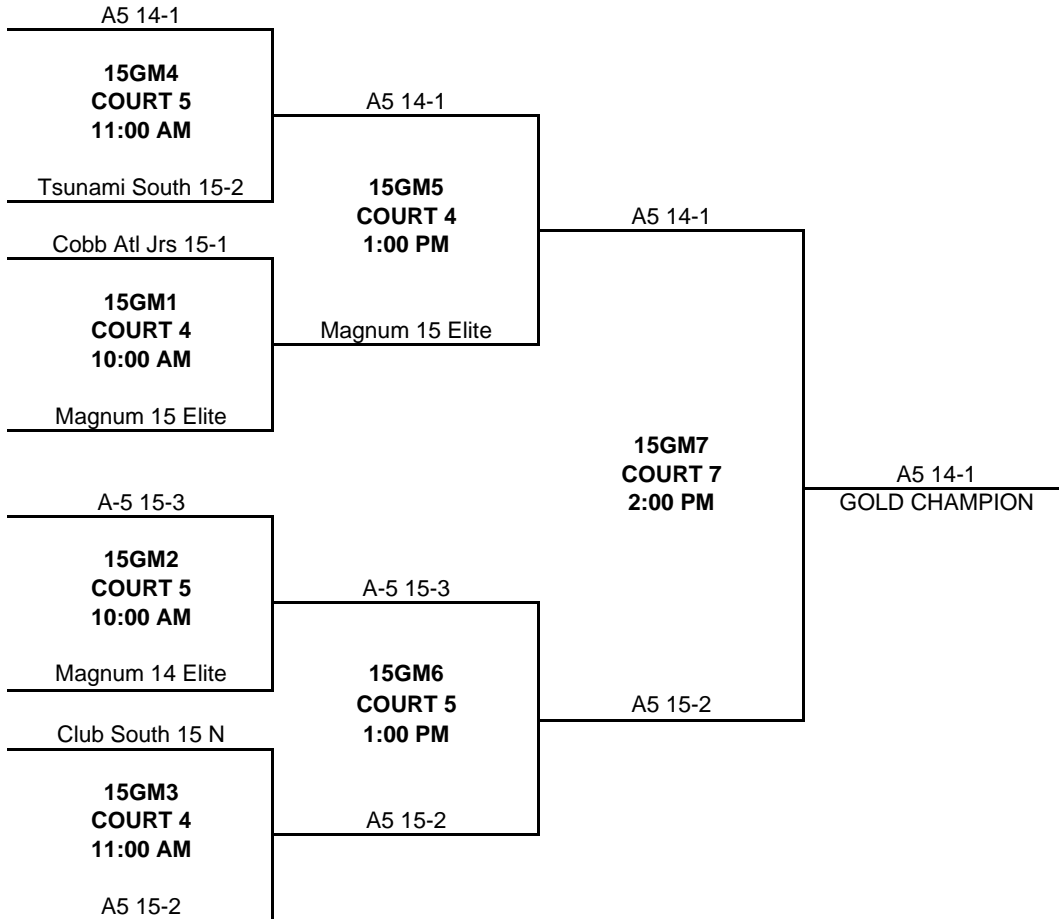 A5 14-1
15GM4
COURT 5
11:00 AM
A5 14-1
Tsunami South 15-2
15GM5
COURT 4
1:00 PM
A5 14-1
Cobb Atl Jrs 15-1
15GM1
COURT 4
10:00 AM
Magnum 15 Elite
Magnum 15 Elite
15GM7
COURT 7
2:00 PM
A5 14-1
GOLD CHAMPION
A-5 15-3
15GM2
COURT 5
10:00 AM
A-5 15-3
Magnum 14 Elite
15GM6
COURT 5
1:00 PM
A5 15-2
Club South 15 N
15GM3
COURT 4
11:00 AM
A5 15-2
A5 15-2